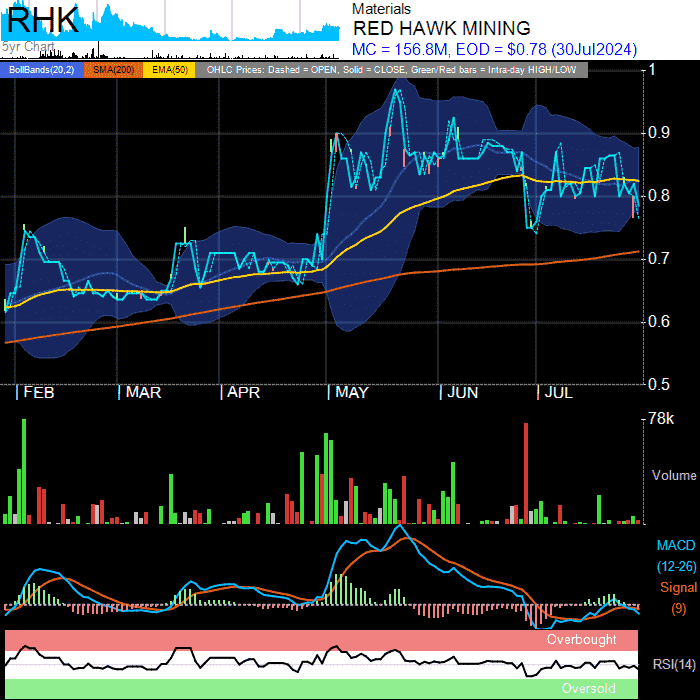 RHK
5yr Chart
Materials
RED HAWK MINING
MC = 156.8M, EOD = $0.78 (30Jul2024)
BollBands(20,2) SMA(200) EMA(50) OHLC Prices: Dashed = OPEN, Solid = CLOSE, Green/Red bars = Intra-day HIGH/LOW
1
0.9
0.8
0.7
0.6
0.5
FEB MAR APR MAY JUN JUL
78k
Volume
MACD
(12-26)
Signal
(9)
Overbought
RSI(14)
Oversold